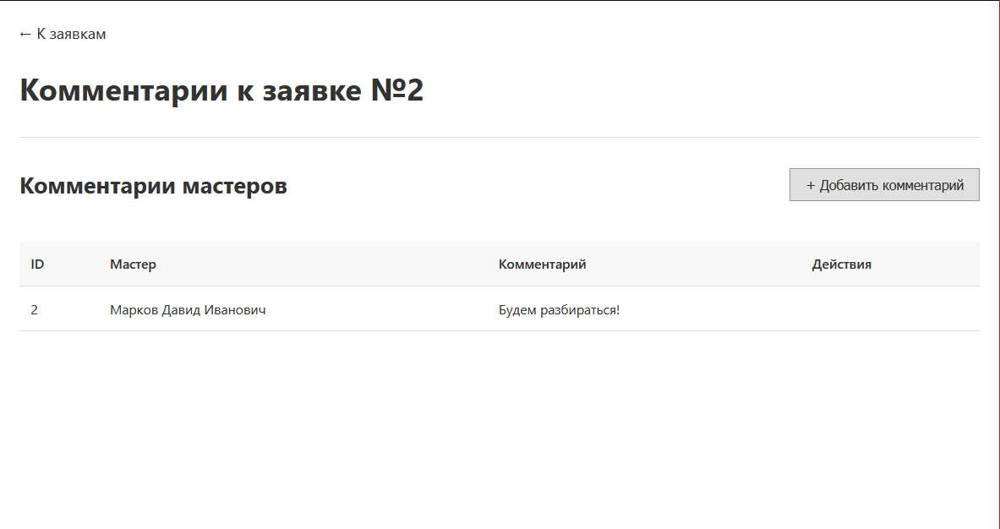 ← К заявкам
Комментарии к заявке №2
Комментарии мастеров
+ Добавить комментарий
ID Мастер Комментарий Действия
2 Марков Давид Иванович Будем разбираться!